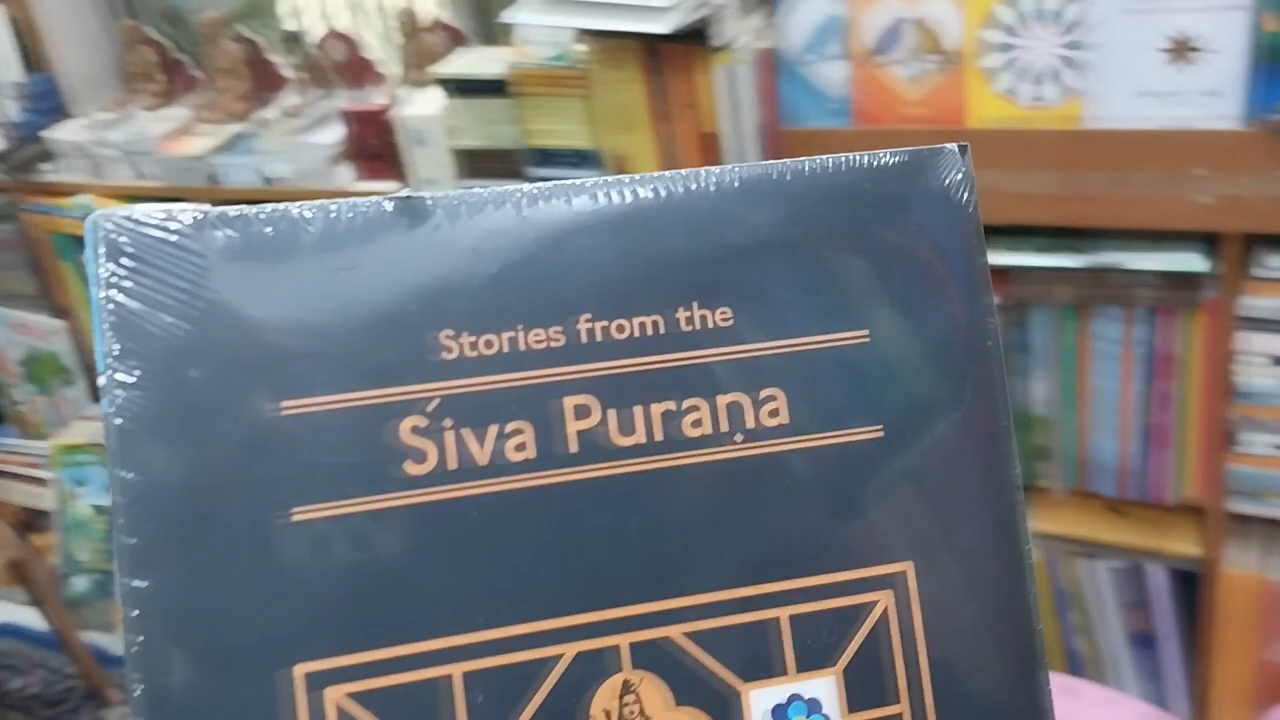 Stories from the
Śiva Puraṇa